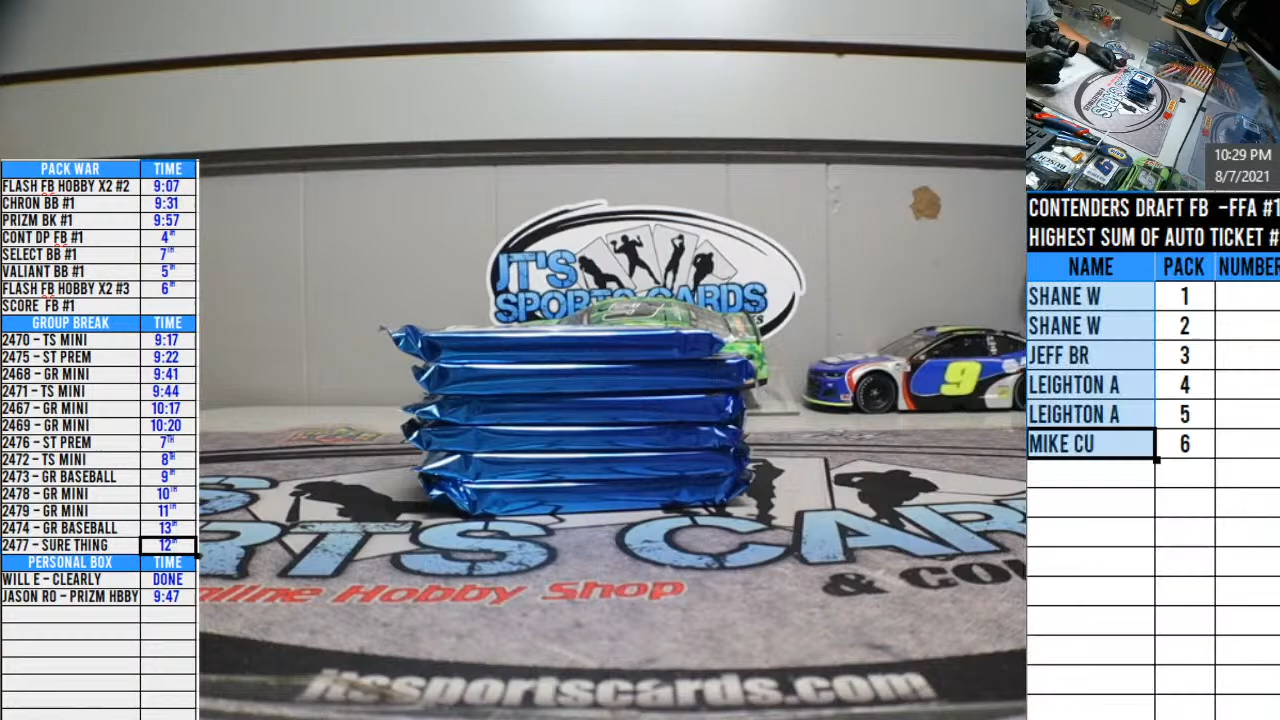 PACK WAR TIME
FLASH FB HOBBY X2 #2 9:07
CHRON BB #1 9:31
PRIZM BK #1 9:57
CONT DP FB #1 4TH
SELECT BB #1 7TH
VALIANT BB #1 5TH
FLASH FB HOBBY X2 #3 6TH
SCORE FB #1
GROUP BREAK TIME
2470 - TS MINI 9:17
2475 - ST PREM 9:22
2468 - GR MINI 9:41
2471 - TS MINI 9:44
2467 - GR MINI 10:17
2469 - GR MINI 10:20
2476 - ST PREM 7TH
2472 - TS MINI 8TH
2473 - GR BASEBALL 9TH
2478 - GR MINI 10TH
2479 - GR MINI 11TH
2474 - GR BASEBALL 13TH
2477 - SURE THING 12TH
PERSONAL BOX TIME
WILL E - CLEARLY DONE
JASON RO - PRIZM HBBY 9:47
JT'S
SPORTS CARDS
9
RTS CAR
& CO
nline Hobby Shop
jtssportscards.com
10:29 PM
8/7/2021
CONTENDERS DRAFT FB -FFA #1
HIGHEST SUM OF AUTO TICKET #
NAME PACK NUMBER
SHANE W 1
SHANE W 2
JEFF BR 3
LEIGHTON A 4
LEIGHTON A 5
MIKE CU 6